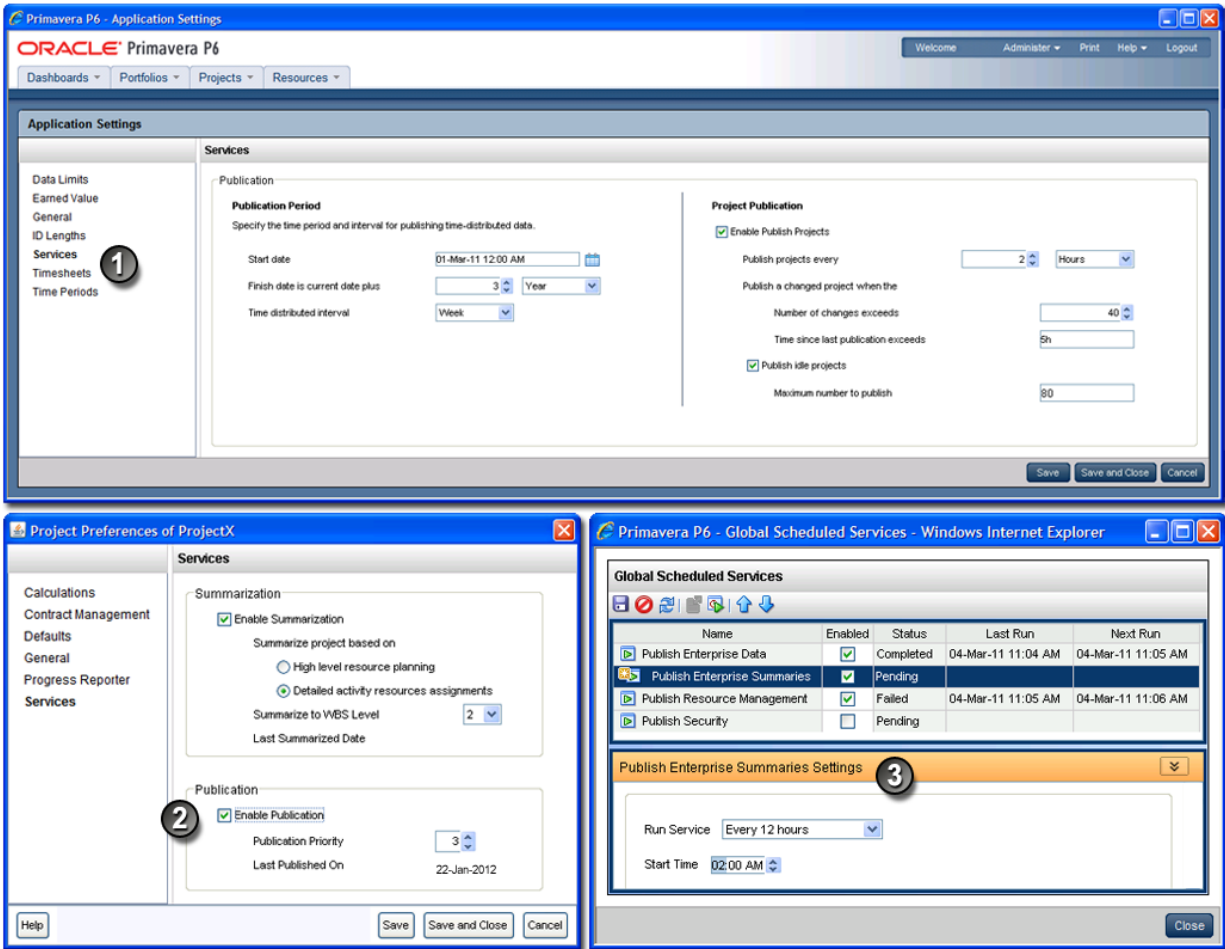 Primavera P6 - Application Settings
ORACLE® Primavera P6
Welcome Administer Print Help Logout
Dashboards Portfolios Projects Resources
Application Settings
Services
Data Limits
Earned Value
General
ID Lengths
Services
Timesheets
Time Periods
1
Publication
Publication Period
Specify the time period and interval for publishing time-distributed data.
Start date 01-Mar-11 12:00 AM
Finish date is current date plus 3 Year
Time distributed interval Week
Project Publication
Enable Publish Projects
Publish projects every 2 Hours
Publish a changed project when the
Number of changes exceeds 40
Time since last publication exceeds 5h
Publish idle projects
Maximum number to publish 80
Save Save and Close Cancel
Project Preferences of ProjectX
Services
Calculations
Contract Management
Defaults
General
Progress Reporter
Services
Summarization
Enable Summarization
Summarize project based on
High level resource planning
Detailed activity resources assignments
Summarize to WBS Level 2
Last Summarized Date
Publication
2
Enable Publication
Publication Priority 3
Last Published On 22-Jan-2012
Help Save Save and Close Cancel
Primavera P6 - Global Scheduled Services - Windows Internet Explorer
Global Scheduled Services
Name Enabled Status Last Run Next Run
Publish Enterprise Data Completed 04-Mar-11 11:04 AM 04-Mar-11 11:05 AM
Publish Enterprise Summaries Pending
Publish Resource Management Failed 04-Mar-11 11:05 AM 04-Mar-11 11:06 AM
Publish Security Pending
Publish Enterprise Summaries Settings 3
Run Service Every 12 hours
Start Time 02:00 AM
Close